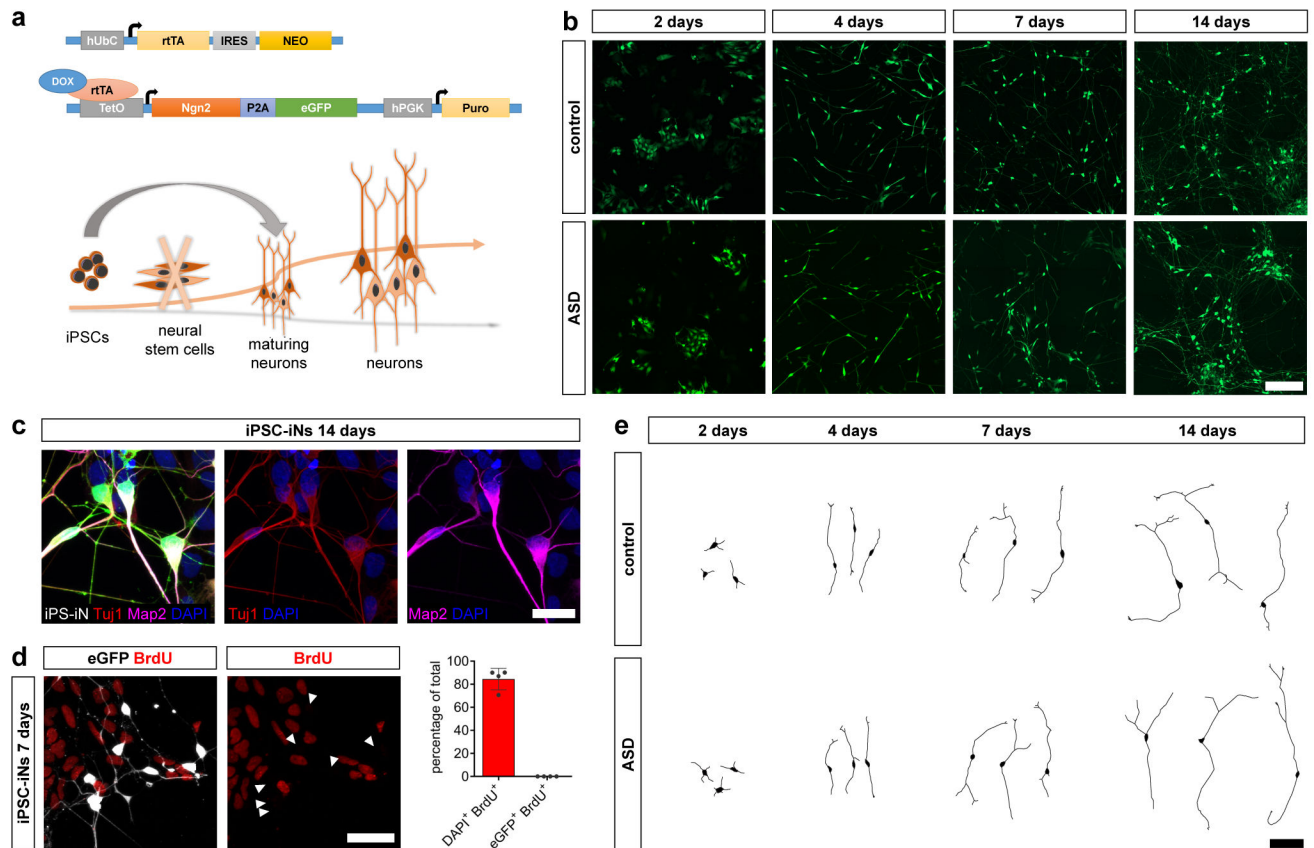 a
hUbC rtTA IRES NEO
DOX
rtTA
TetO Ngn2 P2A eGFP hPGK Puro
iPSCs
neural
stem cells
maturing
neurons
neurons
b
2 days 4 days 7 days 14 days
control
ASD
c
iPSC-iNs 14 days
iPS-iN Tuj1 Map2 DAPI
Tuj1 DAPI
Map2 DAPI
d
eGFP BrdU
BrdU
iPSC-iNs 7 days
percentage of total
100
80
60
40
20
0
DAPI⁺ BrdU⁺
eGFP⁺ BrdU⁺
e
2 days 4 days 7 days 14 days
control
ASD